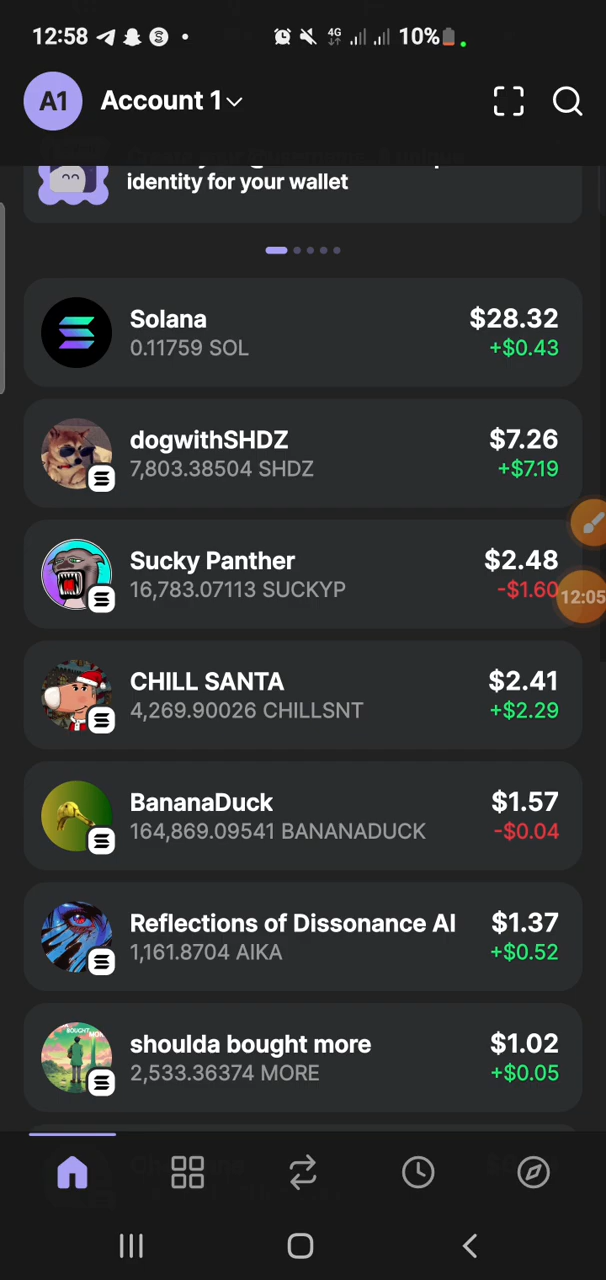 12:58
4G
10%
A1 Account 1
identity for your wallet
Solana $28.32
0.11759 SOL +$0.43
dogwithSHDZ $7.26
7,803.38504 SHDZ +$7.19
Sucky Panther $2.48
16,783.07113 SUCKYP -$1.60
12:05
CHILL SANTA $2.41
4,269.90026 CHILLSNT +$2.29
BananaDuck $1.57
164,869.09541 BANANADUCK -$0.04
Reflections of Dissonance AI $1.37
1,161.8704 AIKA +$0.52
BOUGHT
shoulda bought more $1.02
2,533.36374 MORE +$0.05